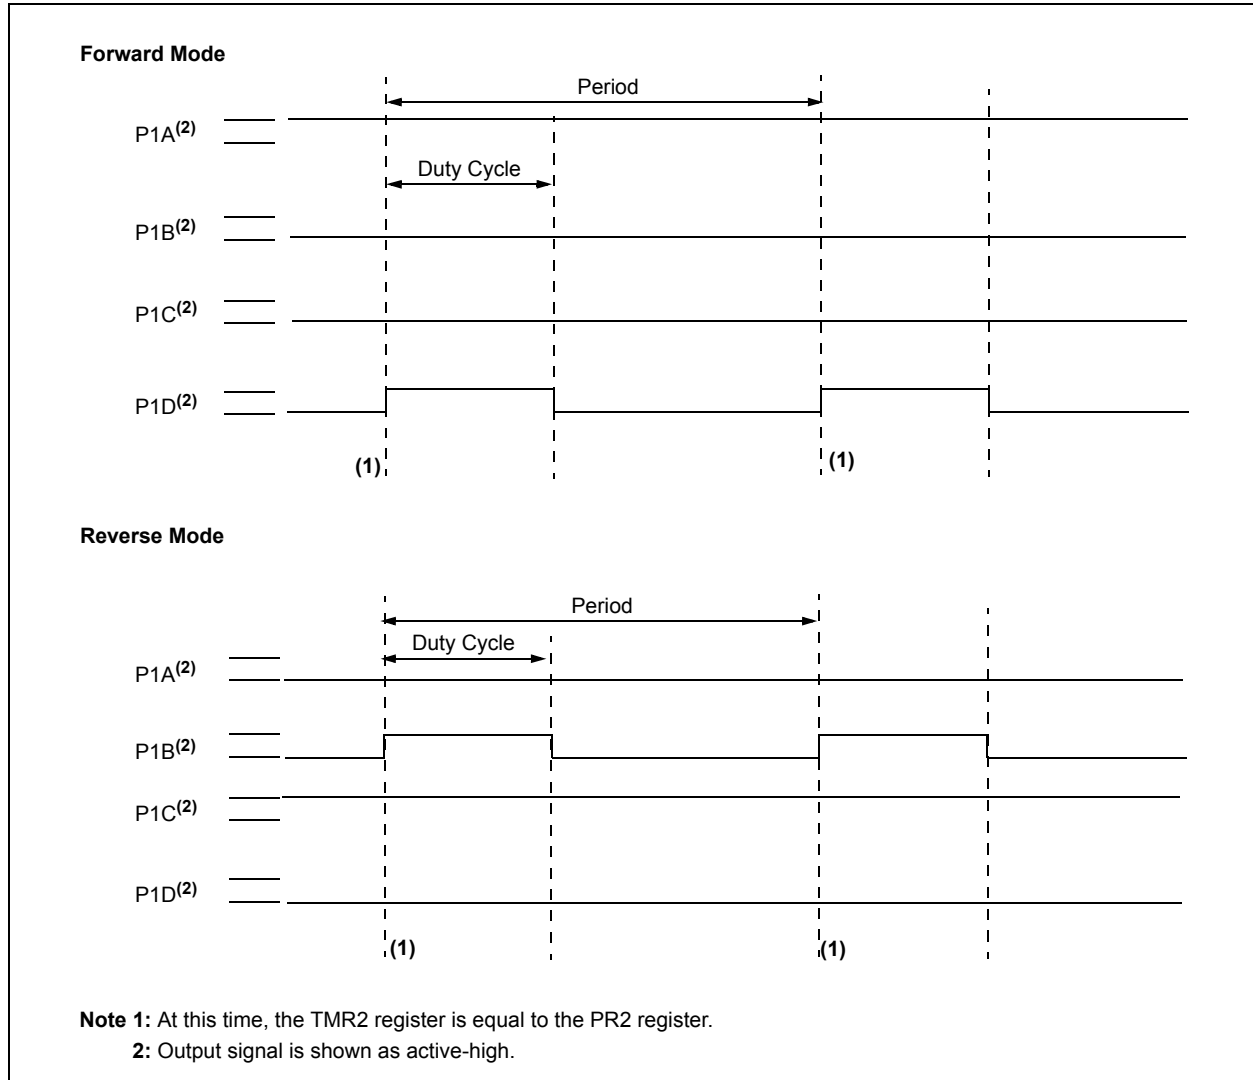 Forward Mode
Period
P1A(2)
Duty Cycle
P1B(2)
P1C(2)
P1D(2)
(1)
(1)
Reverse Mode
Period
Duty Cycle
P1A(2)
P1B(2)
P1C(2)
P1D(2)
(1)
(1)
Note 1: At this time, the TMR2 register is equal to the PR2 register.
2: Output signal is shown as active-high.